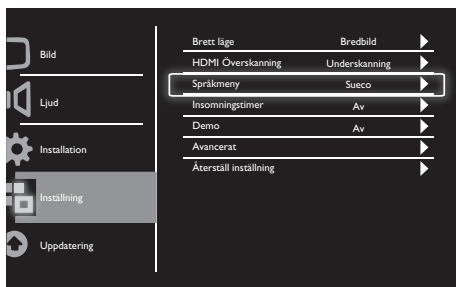 Bild
Ljud
Installation
Inställning
Uppdatering
Brett läge Bredbild
HDMI Överskanning Underskanning
Språkmeny Sueco
Insomningstimer Av
Demo Av
Avancerat
Återställ inställning